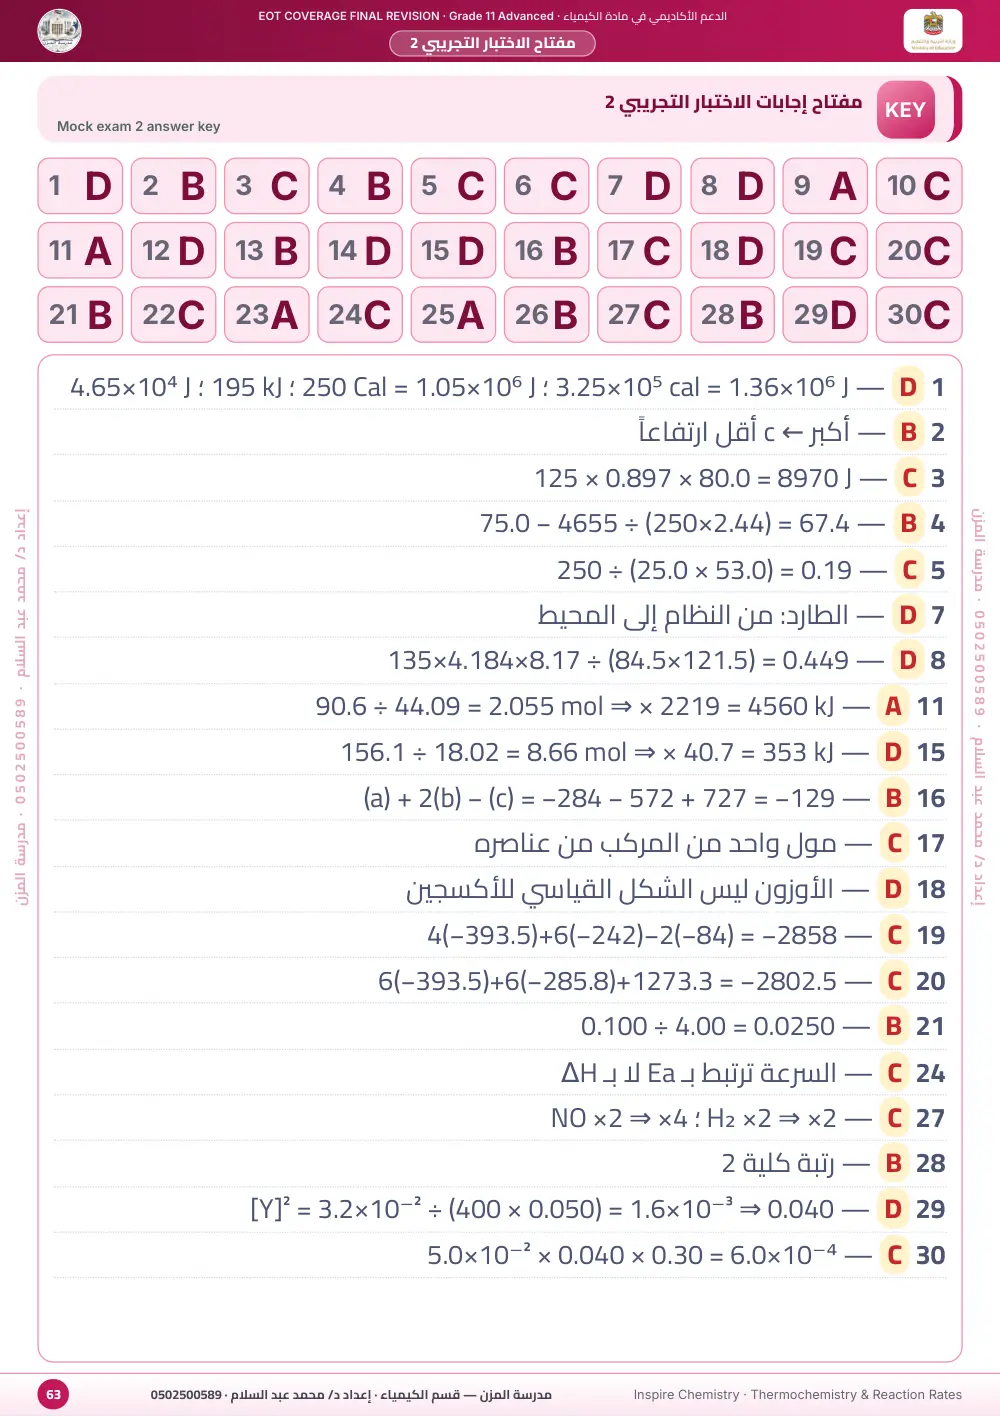 EOT COVERAGE FINAL REVISION · Grade 11 Advanced · الدعم الأكاديمي في مادة الكيمياء
مفتاح الاختبار التجريبي 2
KEY
مفتاح إجابات الاختبار التجريبي 2
Mock exam 2 answer key
1 D 2 B 3 C 4 B 5 C 6 C 7 D 8 D 9 A 10 C
11 A 12 D 13 B 14 D 15 D 16 B 17 C 18 D 19 C 20 C
21 B 22 C 23 A 24 C 25 A 26 B 27 C 28 B 29 D 30 C
1 D — 4.65×10⁴ J ؛ 195 kJ ؛ 250 Cal = 1.05×10⁶ J ؛ 3.25×10⁵ cal = 1.36×10⁶ J
2 B — أكبر c ← أقل ارتفاعاً
3 C — 125 × 0.897 × 80.0 = 8970 J
4 B — 75.0 − 4655 ÷ (250×2.44) = 67.4
5 C — 250 ÷ (25.0 × 53.0) = 0.19
7 D — الطارد: من النظام إلى المحيط
8 D — 135×4.184×8.17 ÷ (84.5×121.5) = 0.449
11 A — 90.6 ÷ 44.09 = 2.055 mol ⇒ × 2219 = 4560 kJ
15 D — 156.1 ÷ 18.02 = 8.66 mol ⇒ × 40.7 = 353 kJ
16 B — (a) + 2(b) − (c) = −284 − 572 + 727 = −129
17 C — مول واحد من المركب من عناصره
18 D — الأوزون ليس الشكل القياسي للأكسجين
19 C — 4(−393.5)+6(−242)−2(−84) = −2858
20 C — 6(−393.5)+6(−285.8)+1273.3 = −2802.5
21 B — 0.100 ÷ 4.00 = 0.0250
24 C — السرعة ترتبط بـ Ea لا بـ ΔH
27 C — NO ×2 ⇒ ×4 ؛ H₂ ×2 ⇒ ×2
28 B — رتبة كلية 2
29 D — [Y]² = 3.2×10⁻² ÷ (400 × 0.050) = 1.6×10⁻³ ⇒ 0.040
30 C — 5.0×10⁻² × 0.040 × 0.30 = 6.0×10⁻⁴
إعداد د/ محمد عبد السلام · 0502500589 · مدرسة المزن
إعداد د/ محمد عبد السلام · 0502500589 · مدرسة المزن
63
مدرسة المزن — قسم الكيمياء · إعداد د/ محمد عبد السلام · 0502500589
Inspire Chemistry · Thermochemistry & Reaction Rates